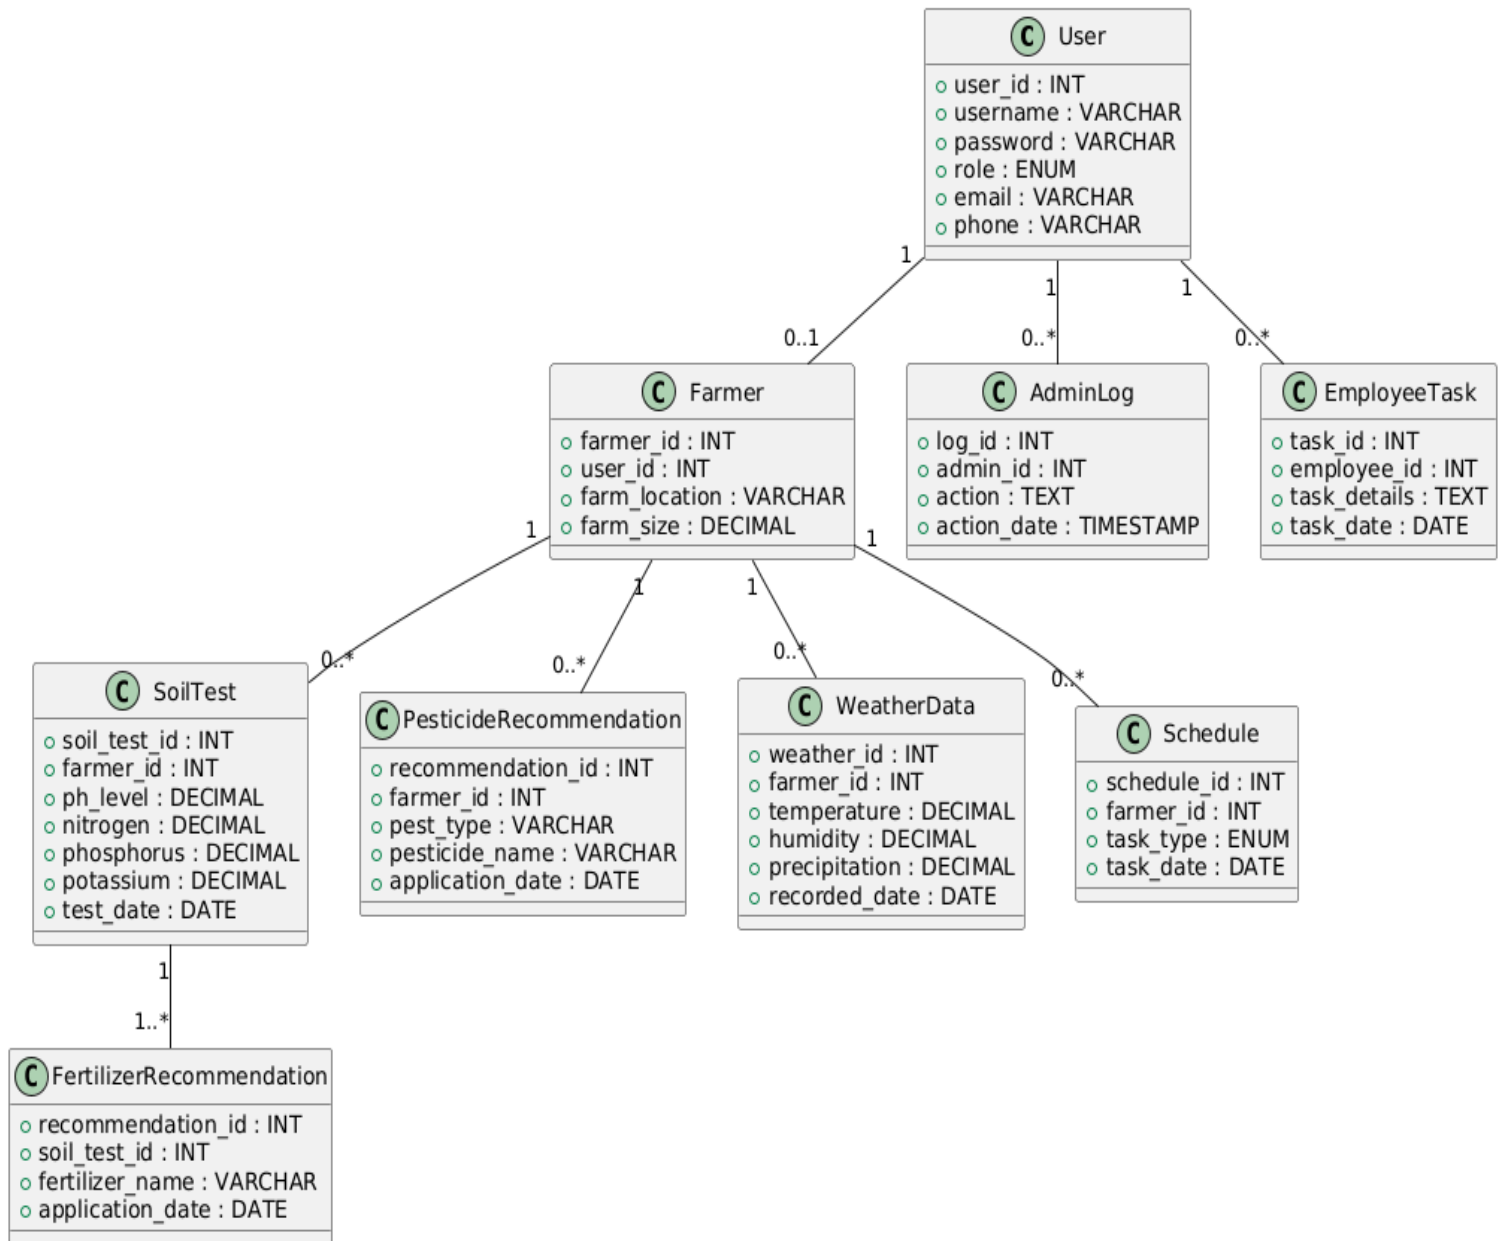 C User
user_id : INT
username : VARCHAR
password : VARCHAR
role : ENUM
email : VARCHAR
phone : VARCHAR
1
1
1
0..1
0..*
0..*
C Farmer
farmer_id : INT
user_id : INT
farm_location : VARCHAR
farm_size : DECIMAL
C AdminLog
log_id : INT
admin_id : INT
action : TEXT
action_date : TIMESTAMP
C EmployeeTask
task_id : INT
employee_id : INT
task_details : TEXT
task_date : DATE
1
1
1
1
0..*
0..*
0..*
0..*
C SoilTest
soil_test_id : INT
farmer_id : INT
ph_level : DECIMAL
nitrogen : DECIMAL
phosphorus : DECIMAL
potassium : DECIMAL
test_date : DATE
C PesticideRecommendation
recommendation_id : INT
farmer_id : INT
pest_type : VARCHAR
pesticide_name : VARCHAR
application_date : DATE
C WeatherData
weather_id : INT
farmer_id : INT
temperature : DECIMAL
humidity : DECIMAL
precipitation : DECIMAL
recorded_date : DATE
C Schedule
schedule_id : INT
farmer_id : INT
task_type : ENUM
task_date : DATE
1
1..*
C FertilizerRecommendation
recommendation_id : INT
soil_test_id : INT
fertilizer_name : VARCHAR
application_date : DATE